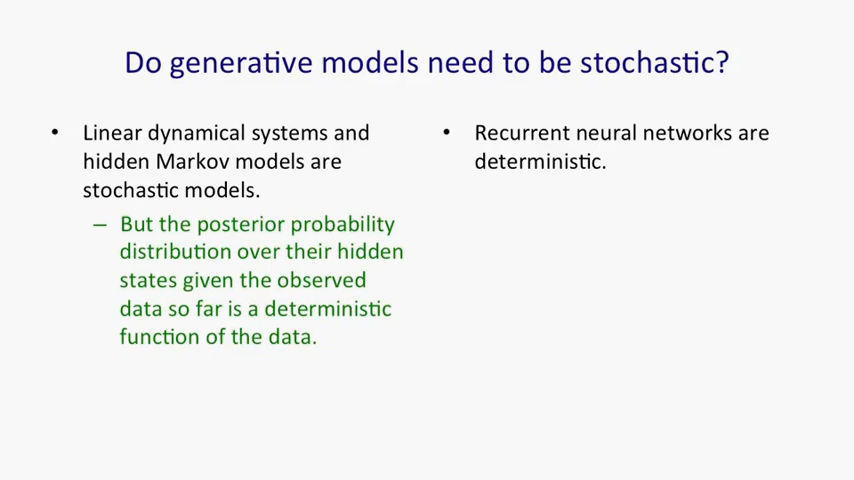 Do generative models need to be stochastic?
• Linear dynamical systems and
hidden Markov models are
stochastic models.
– But the posterior probability
distribution over their hidden
states given the observed
data so far is a deterministic
function of the data.
• Recurrent neural networks are
deterministic.